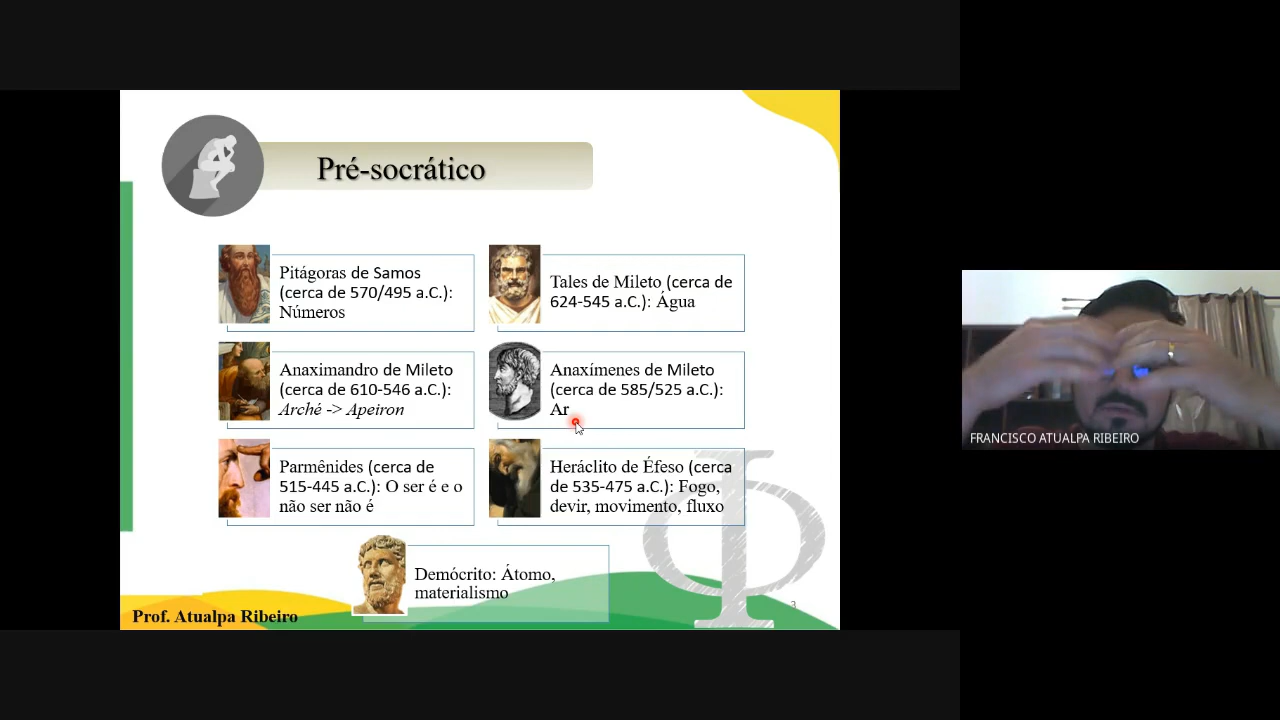 Pré-socrático
Pitágoras de Samos
(cerca de 570/495 a.C.):
Números
Tales de Mileto (cerca de
624-545 a.C.): Água
Anaximandro de Mileto
(cerca de 610-546 a.C.):
Arché -> Apeiron
Anaxímenes de Mileto
(cerca de 585/525 a.C.):
Ar
Parmênides (cerca de
515-445 a.C.): O ser é e o
não ser não é
Heráclito de Éfeso (cerca
de 535-475 a.C.): Fogo,
devir, movimento, fluxo
Demócrito: Átomo,
materialismo
Prof. Atualpa Ribeiro
3
FRANCISCO ATUALPA RIBEIRO